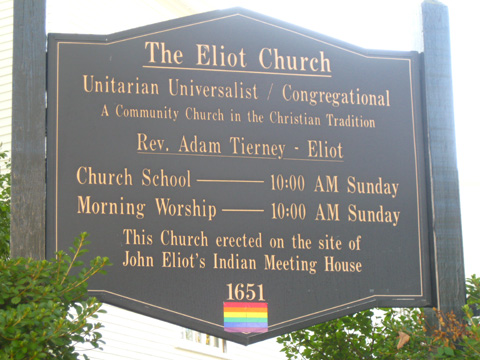 The Eliot Church
Unitarian Universalist / Congregational
A Community Church in the Christian Tradition
Rev. Adam Tierney - Eliot
Church School —— 10:00 AM Sunday
Morning Worship —— 10:00 AM Sunday
This Church erected on the site of
John Eliot's Indian Meeting House
1651